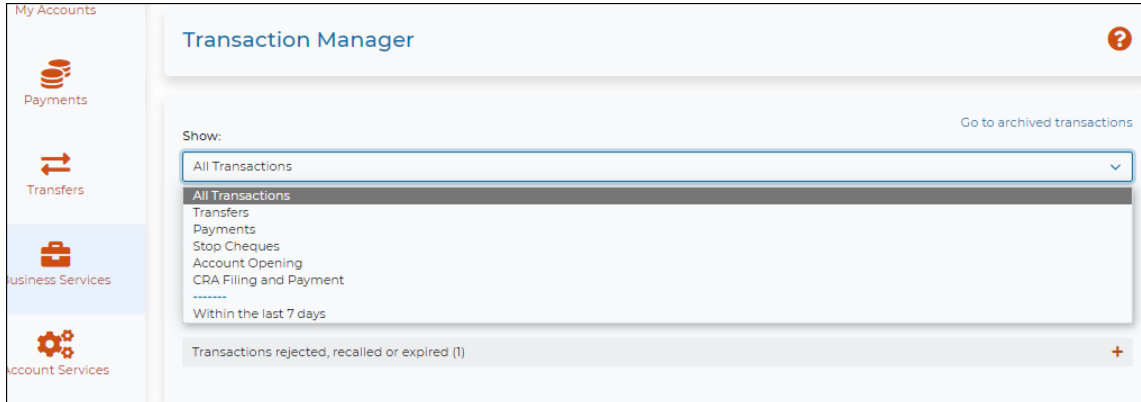 My Accounts
Payments
Transfers
Business Services
Account Services
Transaction Manager
?
Go to archived transactions
Show:
All Transactions
All Transactions
Transfers
Payments
Stop Cheques
Account Opening
CRA Filing and Payment
-------
Within the last 7 days
Transactions rejected, recalled or expired (1)
+